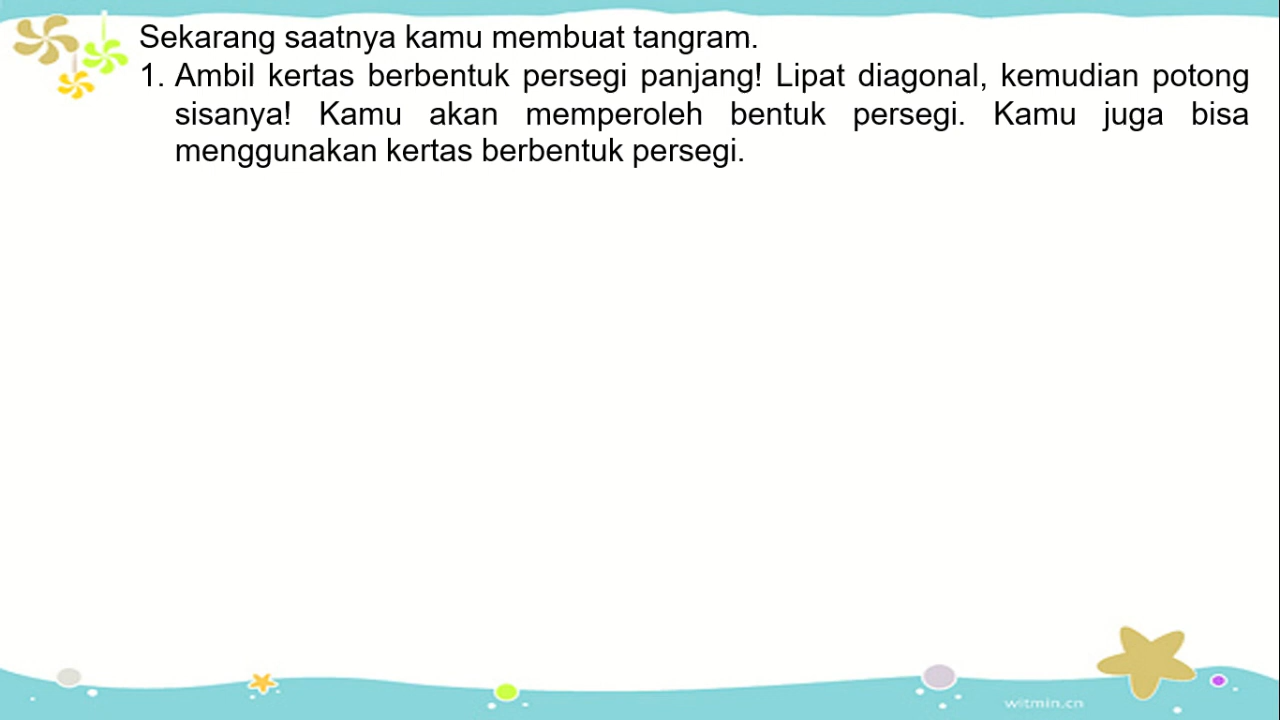 Sekarang saatnya kamu membuat tangram.
1. Ambil kertas berbentuk persegi panjang! Lipat diagonal, kemudian potong
sisanya! Kamu akan memperoleh bentuk persegi. Kamu juga bisa
menggunakan kertas berbentuk persegi.
witmin.cn